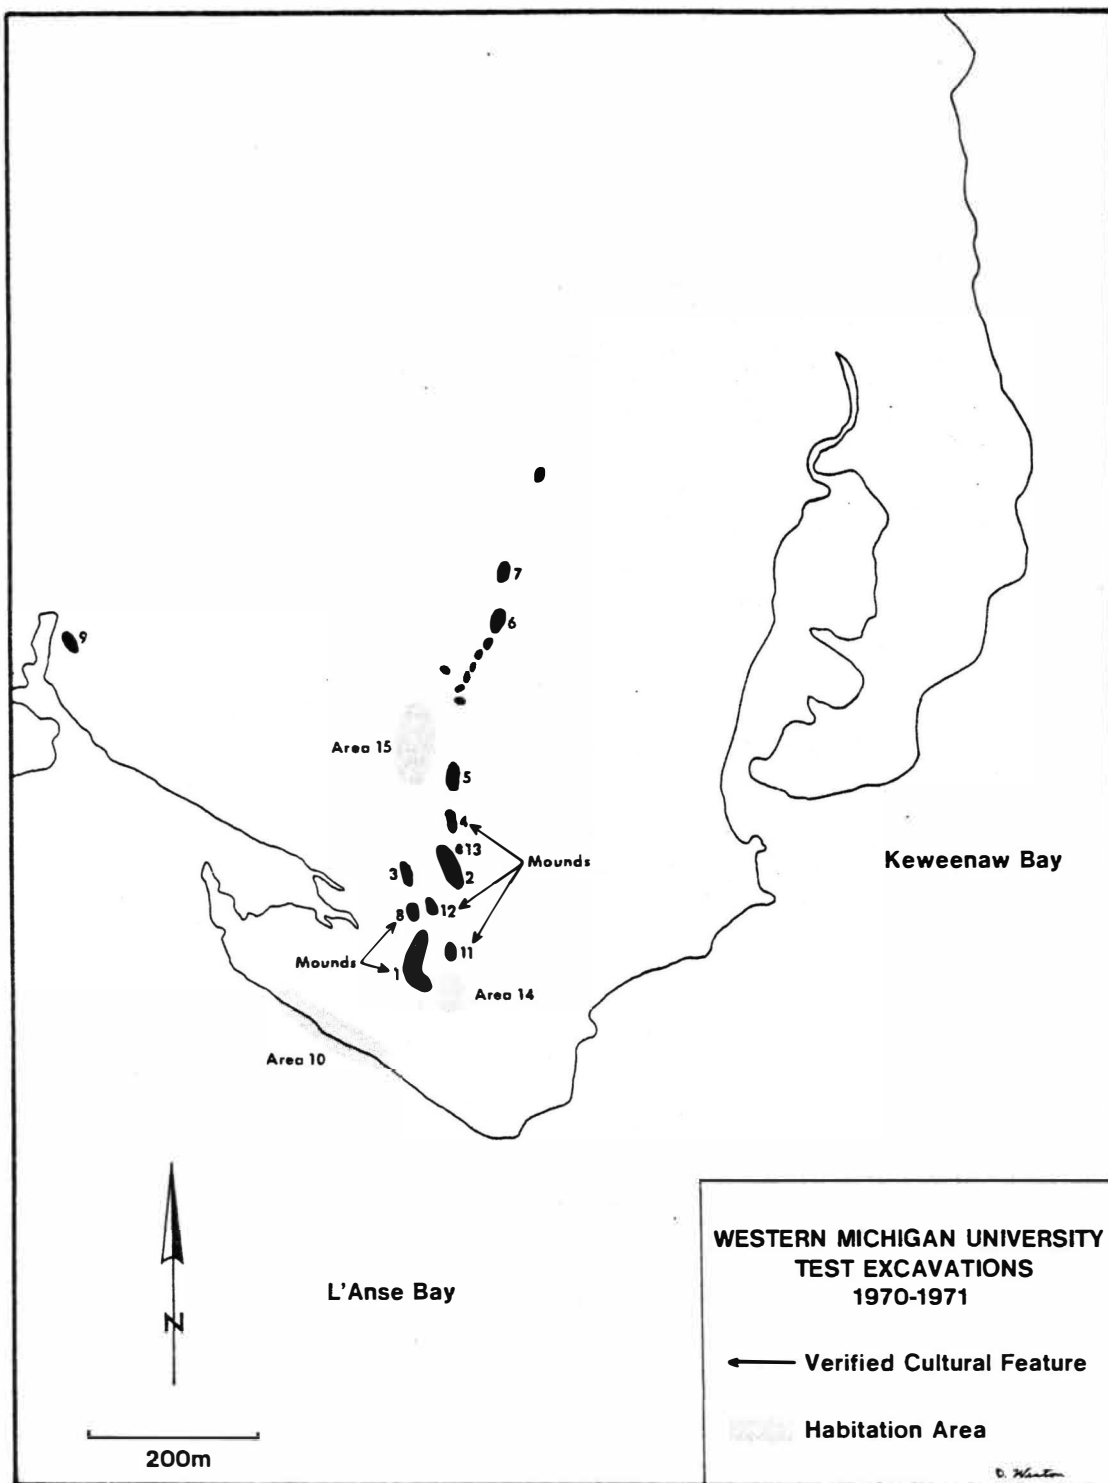 7
6
9
Area 15
5
4
13
Mounds
Keweenaw Bay
3
2
8
12
11
Mounds
1
Area 14
Area 10
WESTERN MICHIGAN UNIVERSITY
TEST EXCAVATIONS
1970-1971
L'Anse Bay
N
Verified Cultural Feature
Habitation Area
200m
D. Weston